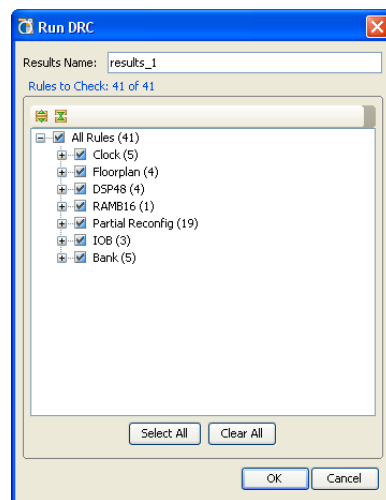 Run DRC
Results Name: results_1
Rules to Check: 41 of 41
All Rules (41)
Clock (5)
Floorplan (4)
DSP48 (4)
RAMB16 (1)
Partial Reconfig (19)
IOB (3)
Bank (5)
Select All Clear All
OK Cancel